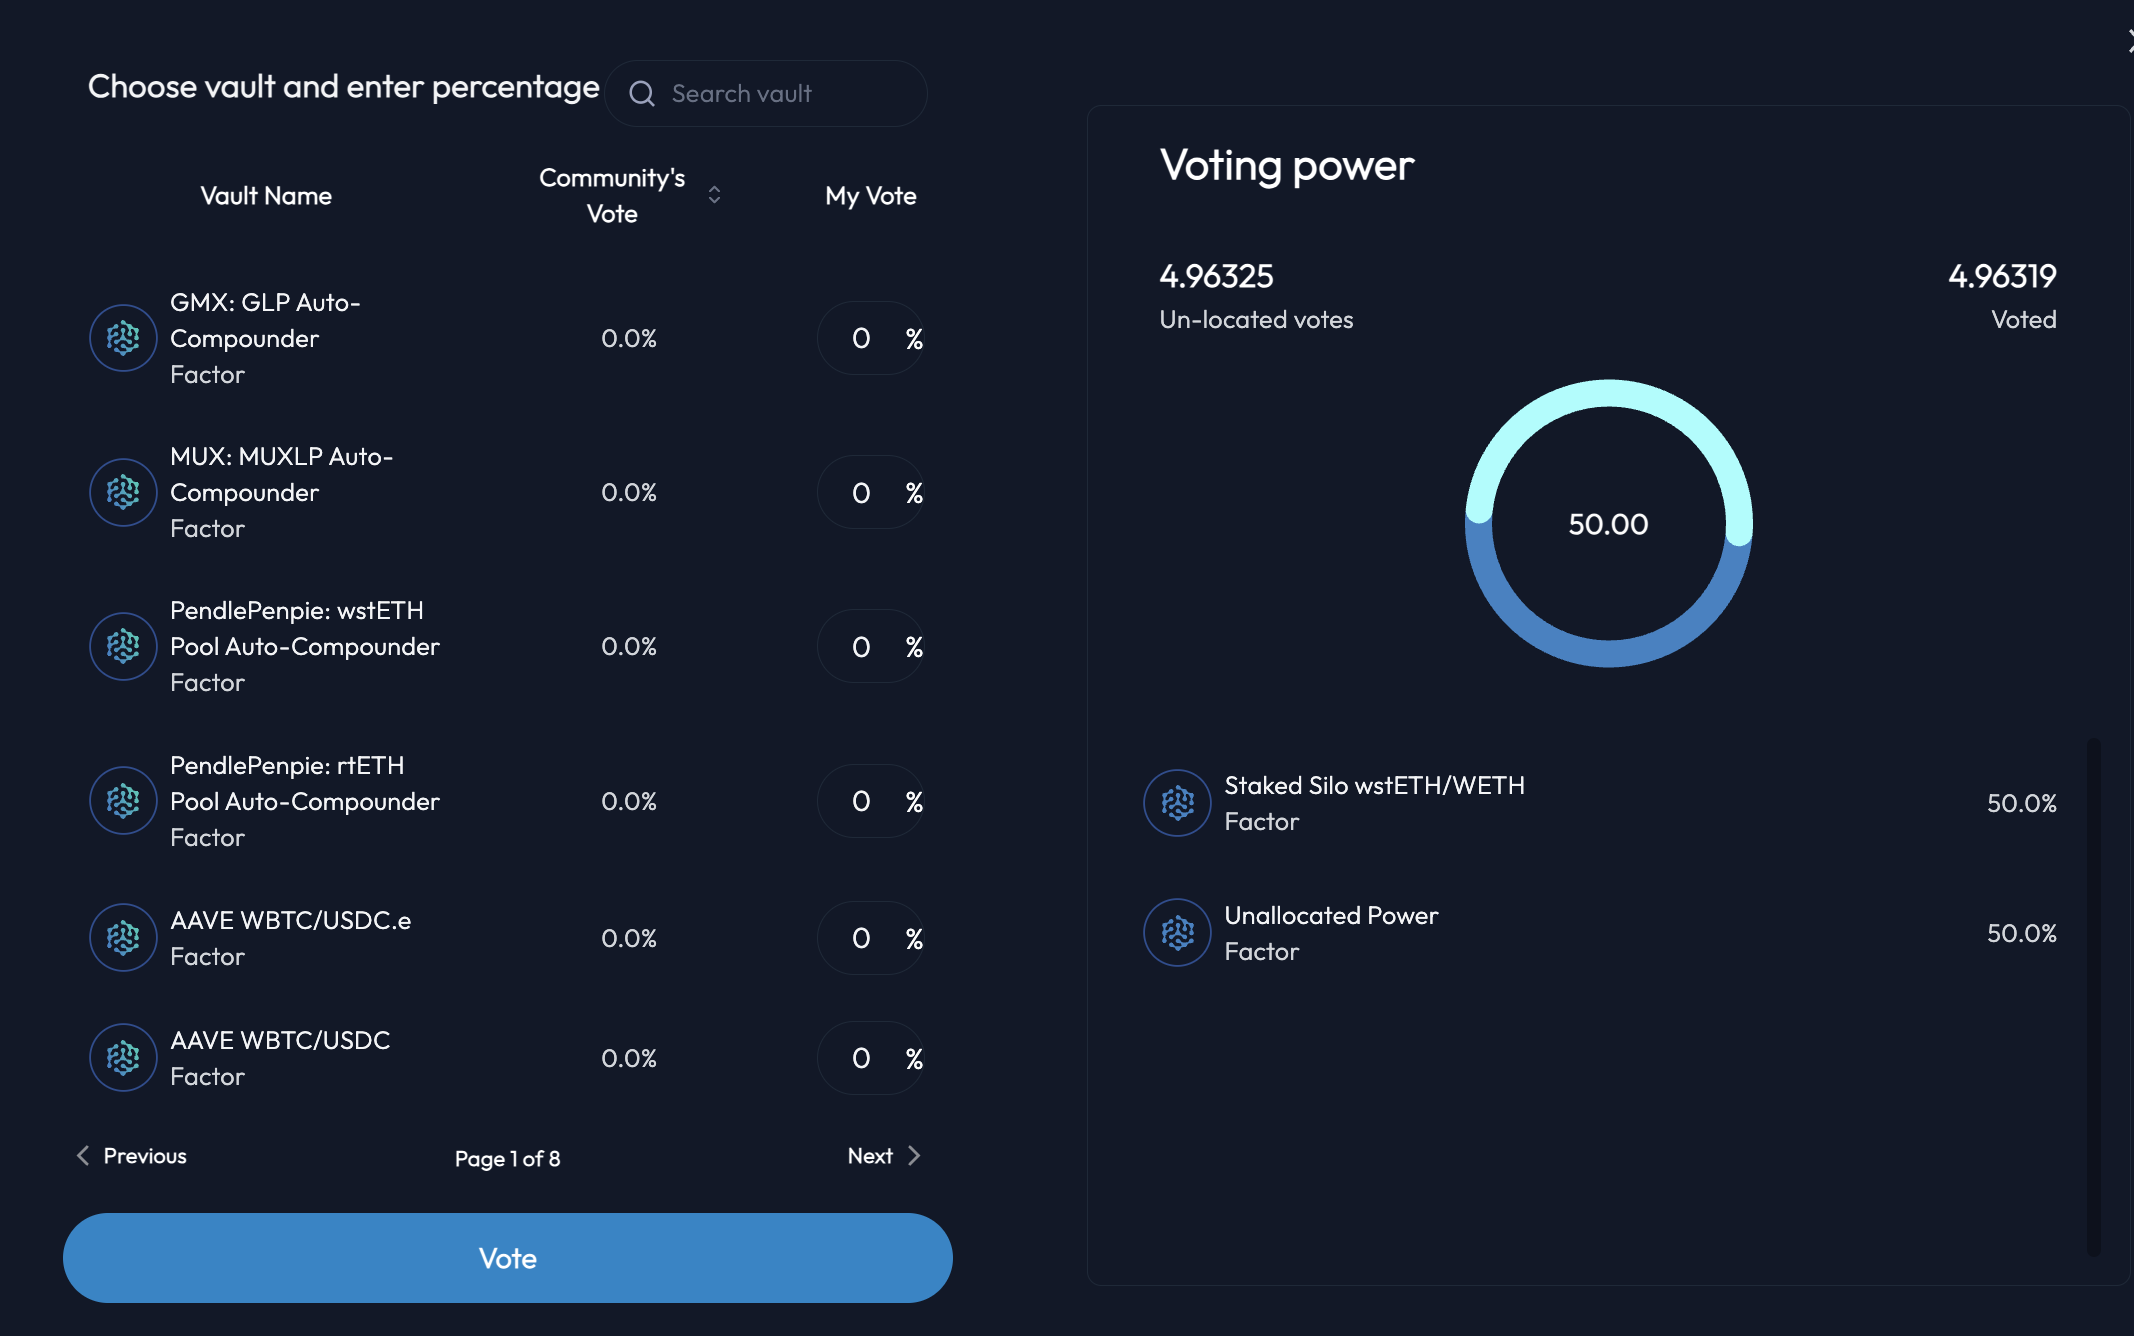 Choose vault and enter percentage
Search vault
Vault Name
Community's
Vote
My Vote
GMX: GLP Auto-
Compounder
Factor
0.0%
0 %
MUX: MUXLP Auto-
Compounder
Factor
0.0%
0 %
PendlePenpie: wstETH
Pool Auto-Compounder
Factor
0.0%
0 %
PendlePenpie: rtETH
Pool Auto-Compounder
Factor
0.0%
0 %
AAVE WBTC/USDC.e
Factor
0.0%
0 %
AAVE WBTC/USDC
Factor
0.0%
0 %
Previous
Page 1 of 8
Next
Vote
Voting power
4.96325
Un-located votes
4.96319
Voted
50.00
Staked Silo wstETH/WETH
Factor
50.0%
Unallocated Power
Factor
50.0%